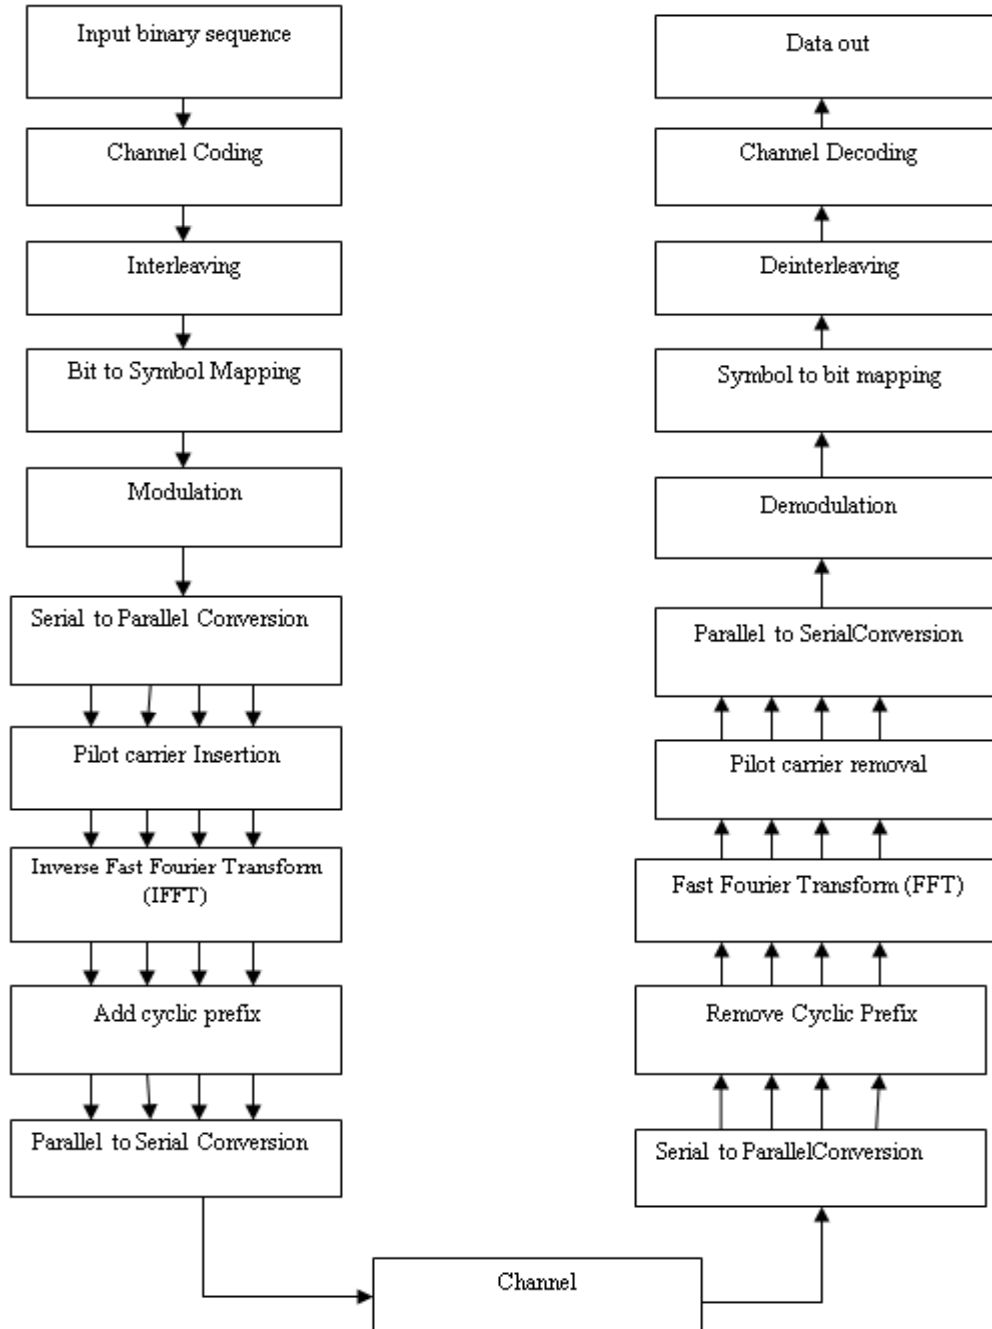 Input binary sequence
Channel Coding
Interleaving
Bit to Symbol Mapping
Modulation
Serial to Parallel Conversion
Pilot carrier Insertion
Inverse Fast Fourier Transform
(IFFT)
Add cyclic prefix
Parallel to Serial Conversion
Channel
Serial to ParallelConversion
Remove Cyclic Prefix
Fast Fourier Transform (FFT)
Pilot carrier removal
Parallel to SerialConversion
Demodulation
Symbol to bit mapping
Deinterleaving
Channel Decoding
Data out